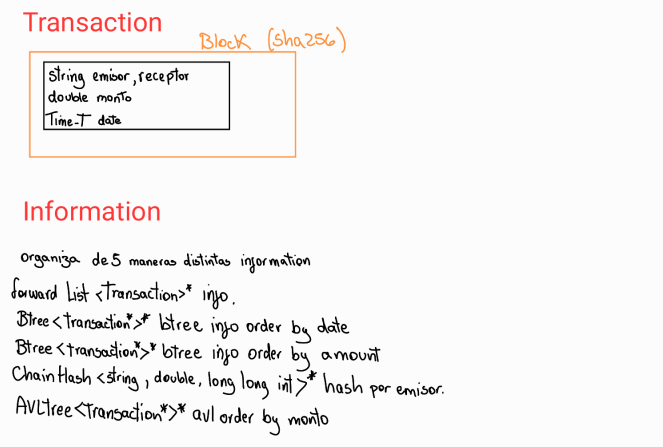 Transaction
Block (sha256)
string emisor, receptor
double monto
Time_T date
Information
organiza de 5 maneras distintas information
forward List <Transaction>* info.
Btree<transaction*>* btree info order by date
Btree<transaction*>* btree info order by amount
ChainHash <string, double, long long int>* hash por emisor.
AVLtree<transaction*>* avl order by monto